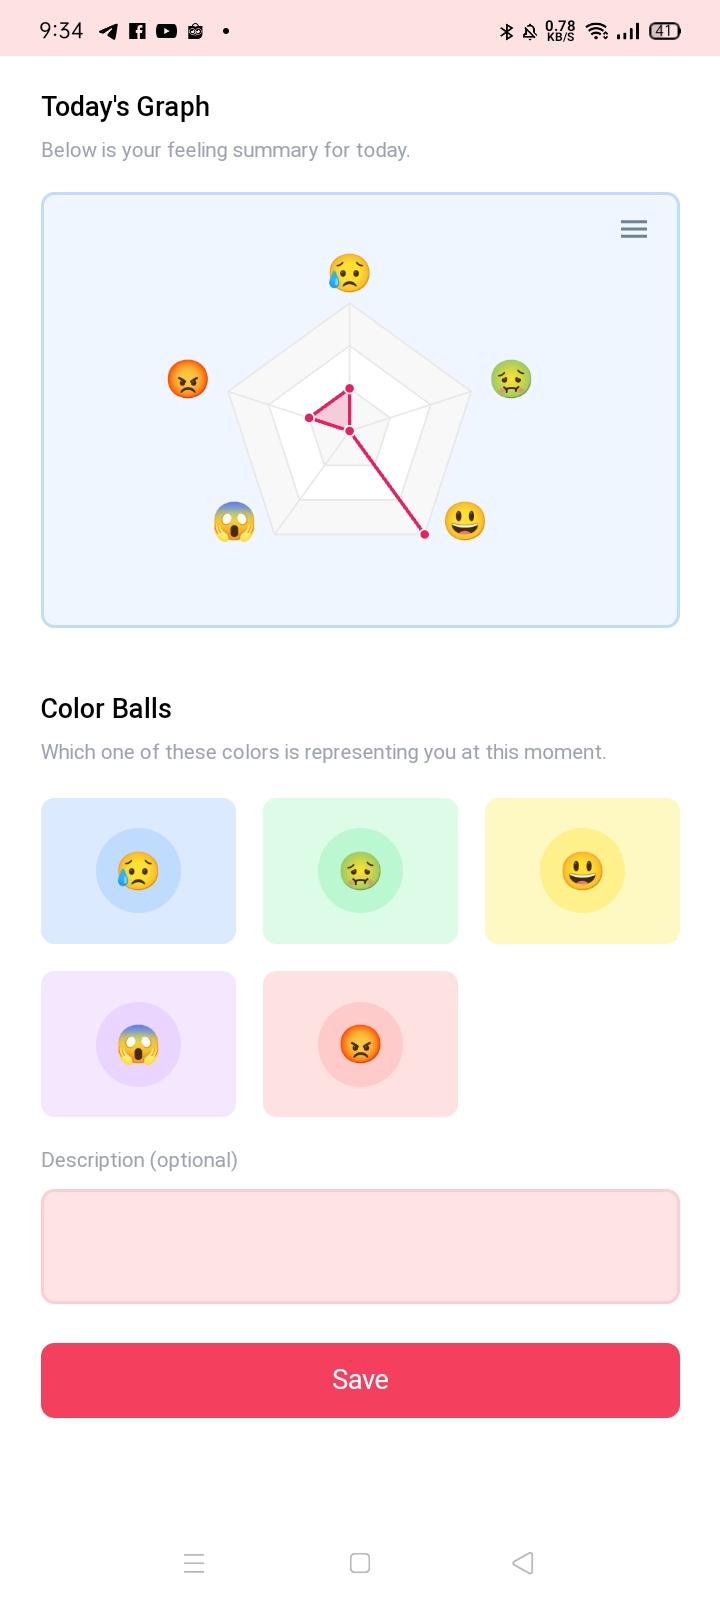 9:34
0.78
KB/S
41
Today's Graph
Below is your feeling summary for today.
Color Balls
Which one of these colors is representing you at this moment.
Description (optional)
Save